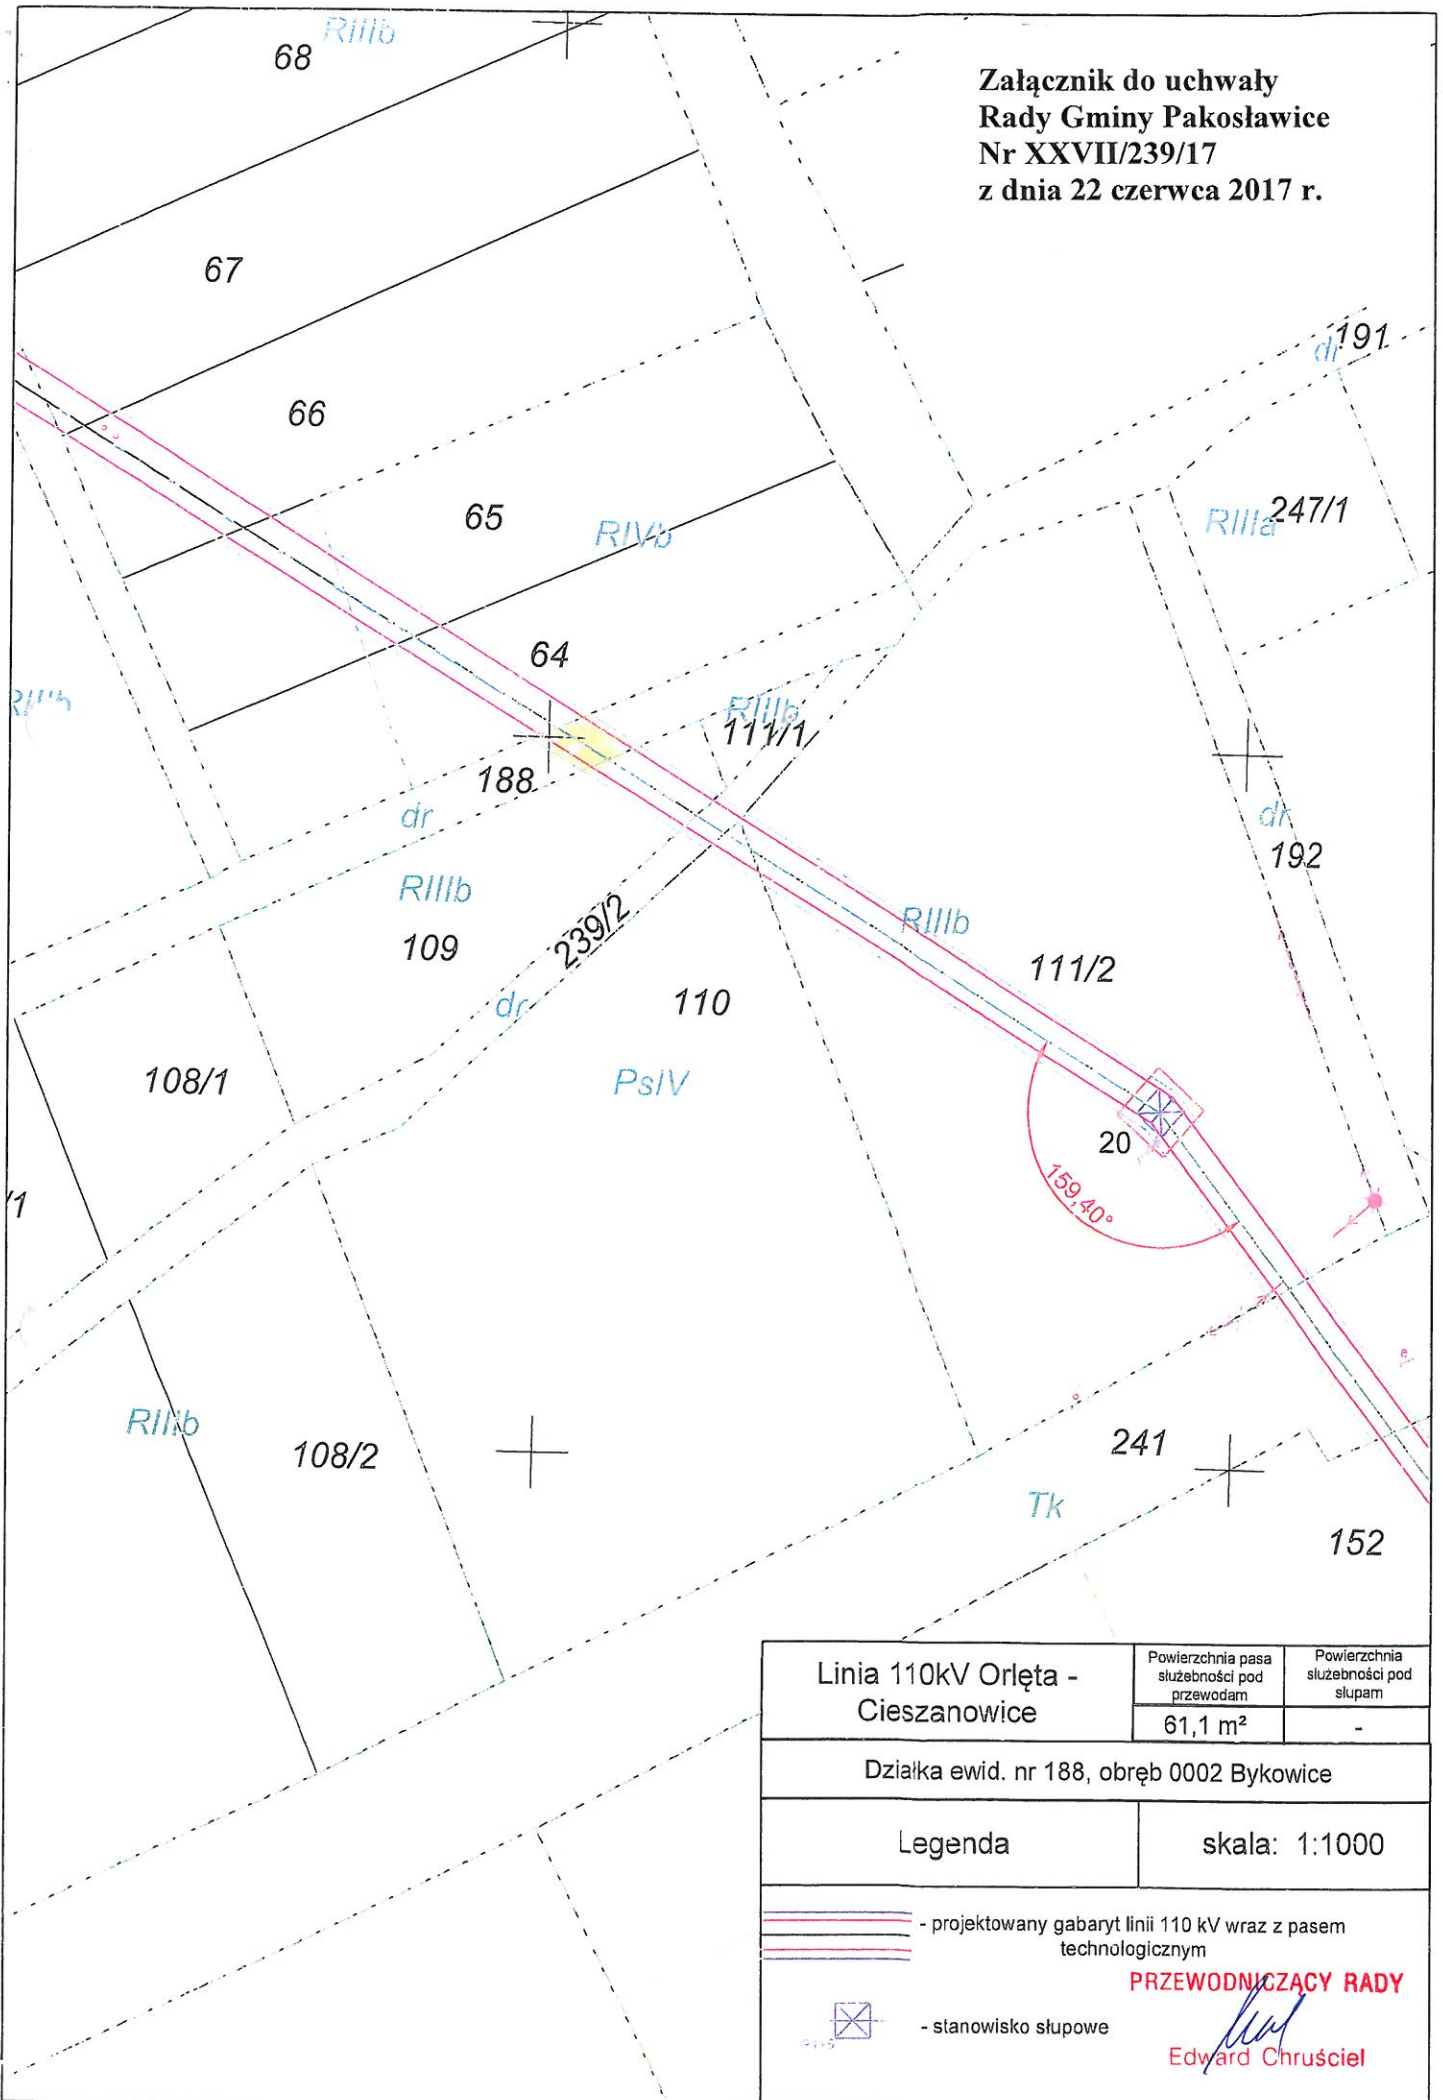 RIIIb
68
Załącznik do uchwały
Rady Gminy Pakosławice
Nr XXVII/239/17
z dnia 22 czerwca 2017 r.
67
191
dr
66
65
RIVb
247/1
RIIIa
64
RIIIb
111/1
188
dr
dr
192
RIIIb
109
239/2
RIIIb
111/2
dr
110
108/1
PsIV
20
159,40°
/1
RIIIb
108/2
241
Tk
152
Linia 110kV Orlęta -
Cieszanowice
Powierzchnia pasa
służebności pod
przewodam
Powierzchnia
służebności pod
słupam
61,1 m²
-
Działka ewid. nr 188, obręb 0002 Bykowice
Legenda
skala: 1:1000
- projektowany gabaryt linii 110 kV wraz z pasem
technologicznym
PRZEWODNICZĄCY RADY
- stanowisko słupowe
Edward Chruściel